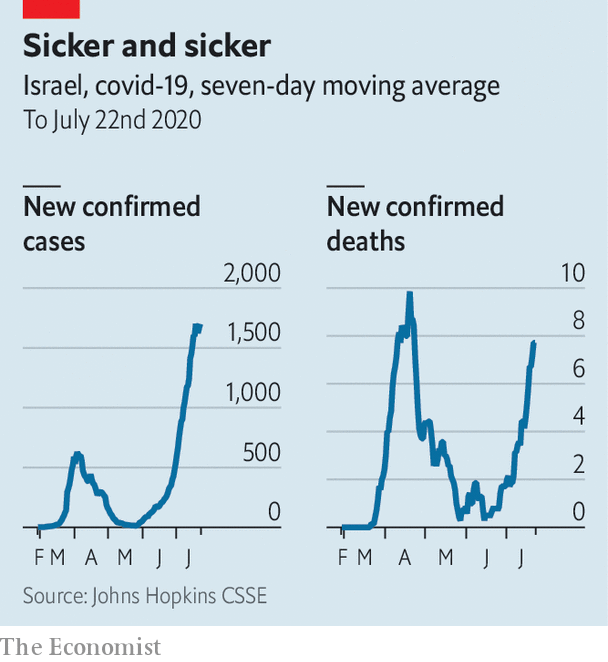 Sicker and sicker
Israel, covid-19, seven-day moving average
To July 22nd 2020
New confirmed
cases
2,000
1,500
1,000
500
0
F M A M J J
New confirmed
deaths
10
8
6
4
2
0
F M A M J J
Source: Johns Hopkins CSSE
The Economist